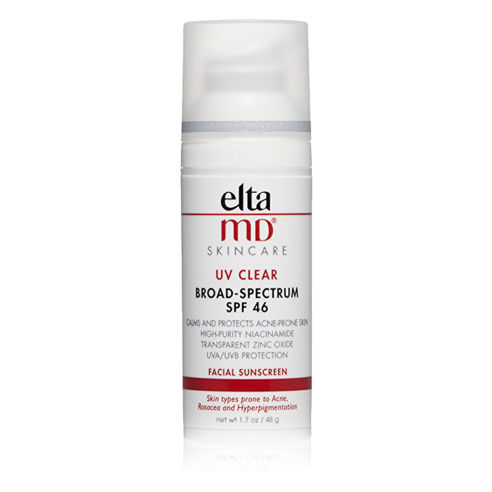 elta
MD®
SKINCARE
UV CLEAR
BROAD-SPECTRUM
SPF 46
CALMS AND PROTECTS ACNE-PRONE SKIN
HIGH-PURITY NIACINAMIDE
TRANSPARENT ZINC OXIDE
UVA/UVB PROTECTION
FACIAL SUNSCREEN
Skin types prone to Acne,
Rosacea and Hyperpigmentation
net wt 1.7 oz / 48 g